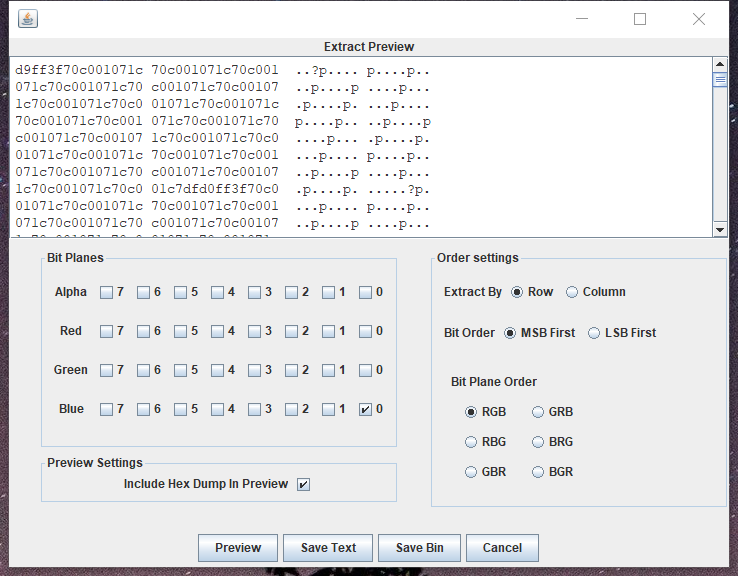 Extract Preview
d9ff3f70c001071c 70c001071c70c001 ..?p.... p....p..
071c70c001071c70 c001071c70c00107 ..p....p ....p...
1c70c001071c70c0 01071c70c001071c .p....p. ...p....
70c001071c70c001 071c70c001071c70 p....p.. ..p....p
c001071c70c00107 1c70c001071c70c0 ....p... .p....p.
01071c70c001071c 70c001071c70c001 ...p.... p....p..
071c70c001071c70 c001071c70c00107 ..p....p ....p...
1c70c001071c70c0 01c7dfd0ff3f70c0 .p....p. .....?p.
01071c70c001071c 70c001071c70c001 ...p.... p....p..
071c70c001071c70 c001071c70c00107 ..p....p ....p...
Bit Planes
Alpha 7 6 5 4 3 2 1 0
Red 7 6 5 4 3 2 1 0
Green 7 6 5 4 3 2 1 0
Blue 7 6 5 4 3 2 1 0
Preview Settings
Include Hex Dump In Preview
Order settings
Extract By Row Column
Bit Order MSB First LSB First
Bit Plane Order
RGB GRB
RBG BRG
GBR BGR
Preview Save Text Save Bin Cancel